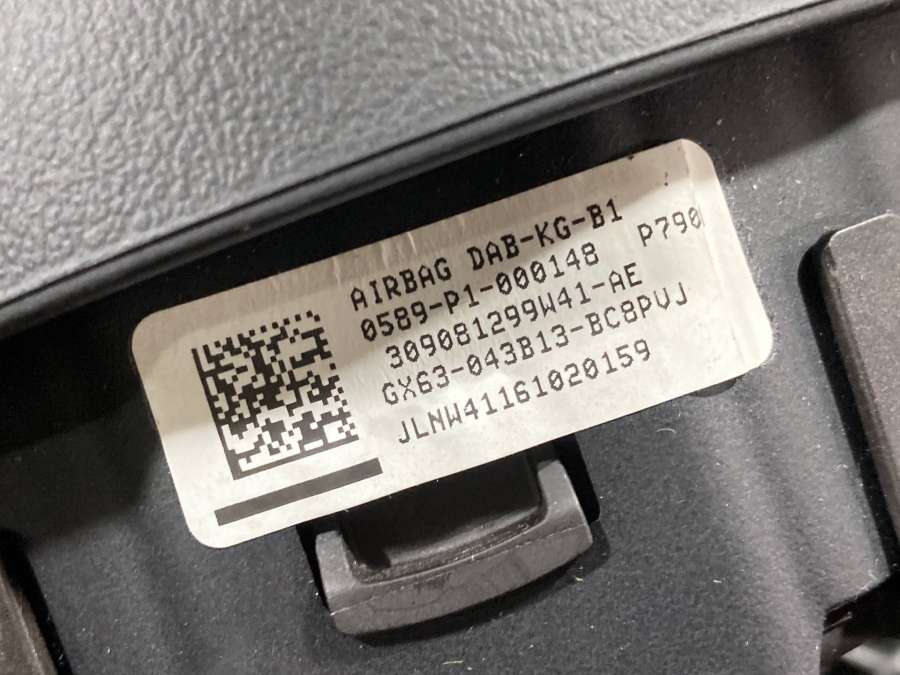 AIRBAG DAB-KG-B1
0589-P1-000148 P790
309081299W41-AE
GX63-043B13-BC8PVJ
JLNW41161020159